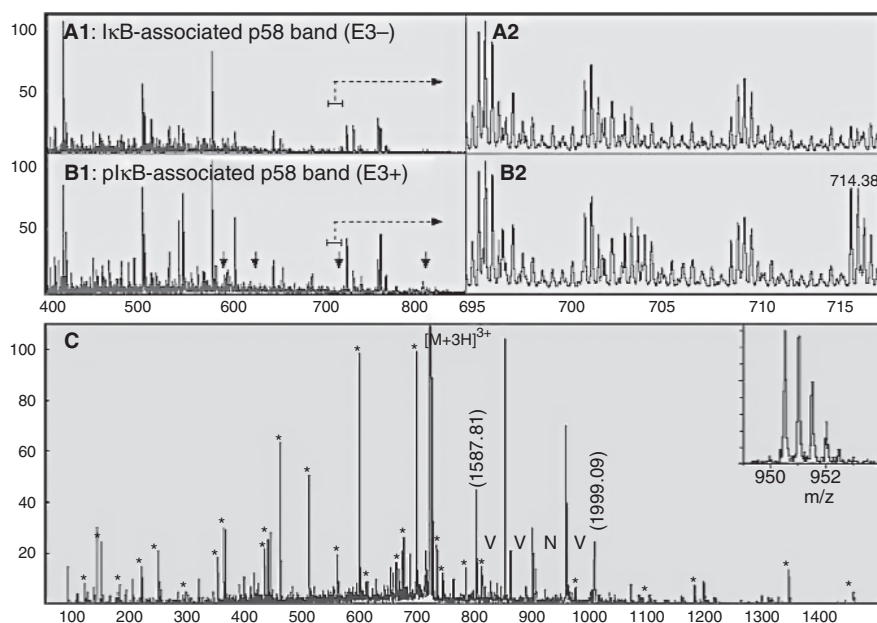 A1: IκB-associated p58 band (E3–)
A2
100
50
B1: pIκB-associated p58 band (E3+)
B2
714.38
100
50
400 500 600 700 800 695 700 705 710 715
C
[M+3H]3+
100
80
60
40
20
(1587.81)
V V N V
(1999.09)
950 952
m/z
50 100 200 300 400 500 600 700 800 900 1000 1100 1200 1300 1400